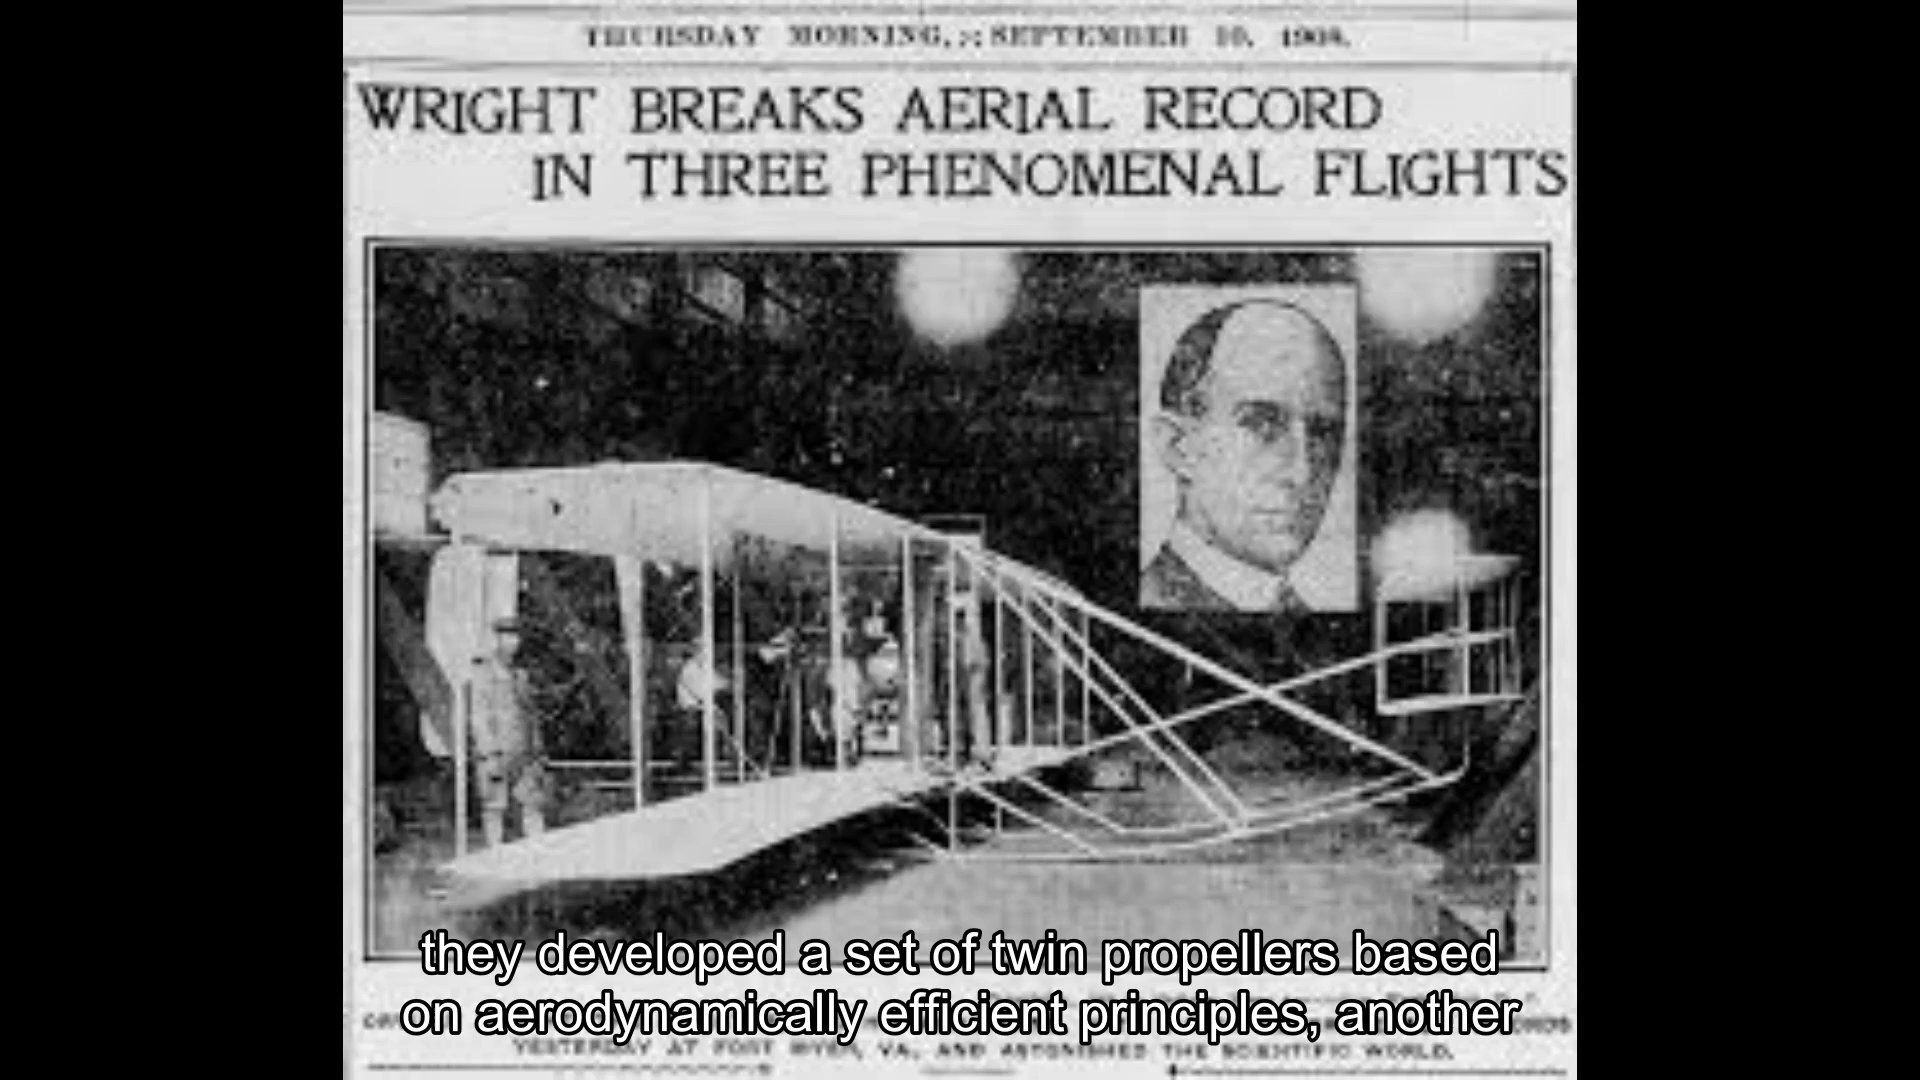 THURSDAY MORNING, SEPTEMBER 10, 1908.
WRIGHT BREAKS AERIAL RECORD
IN THREE PHENOMENAL FLIGHTS
they developed a set of twin propellers based
on aerodynamically efficient principles, another
YESTERDAY AT FORT MYER, VA., AND ASTONISHED THE SCIENTIFIC WORLD.